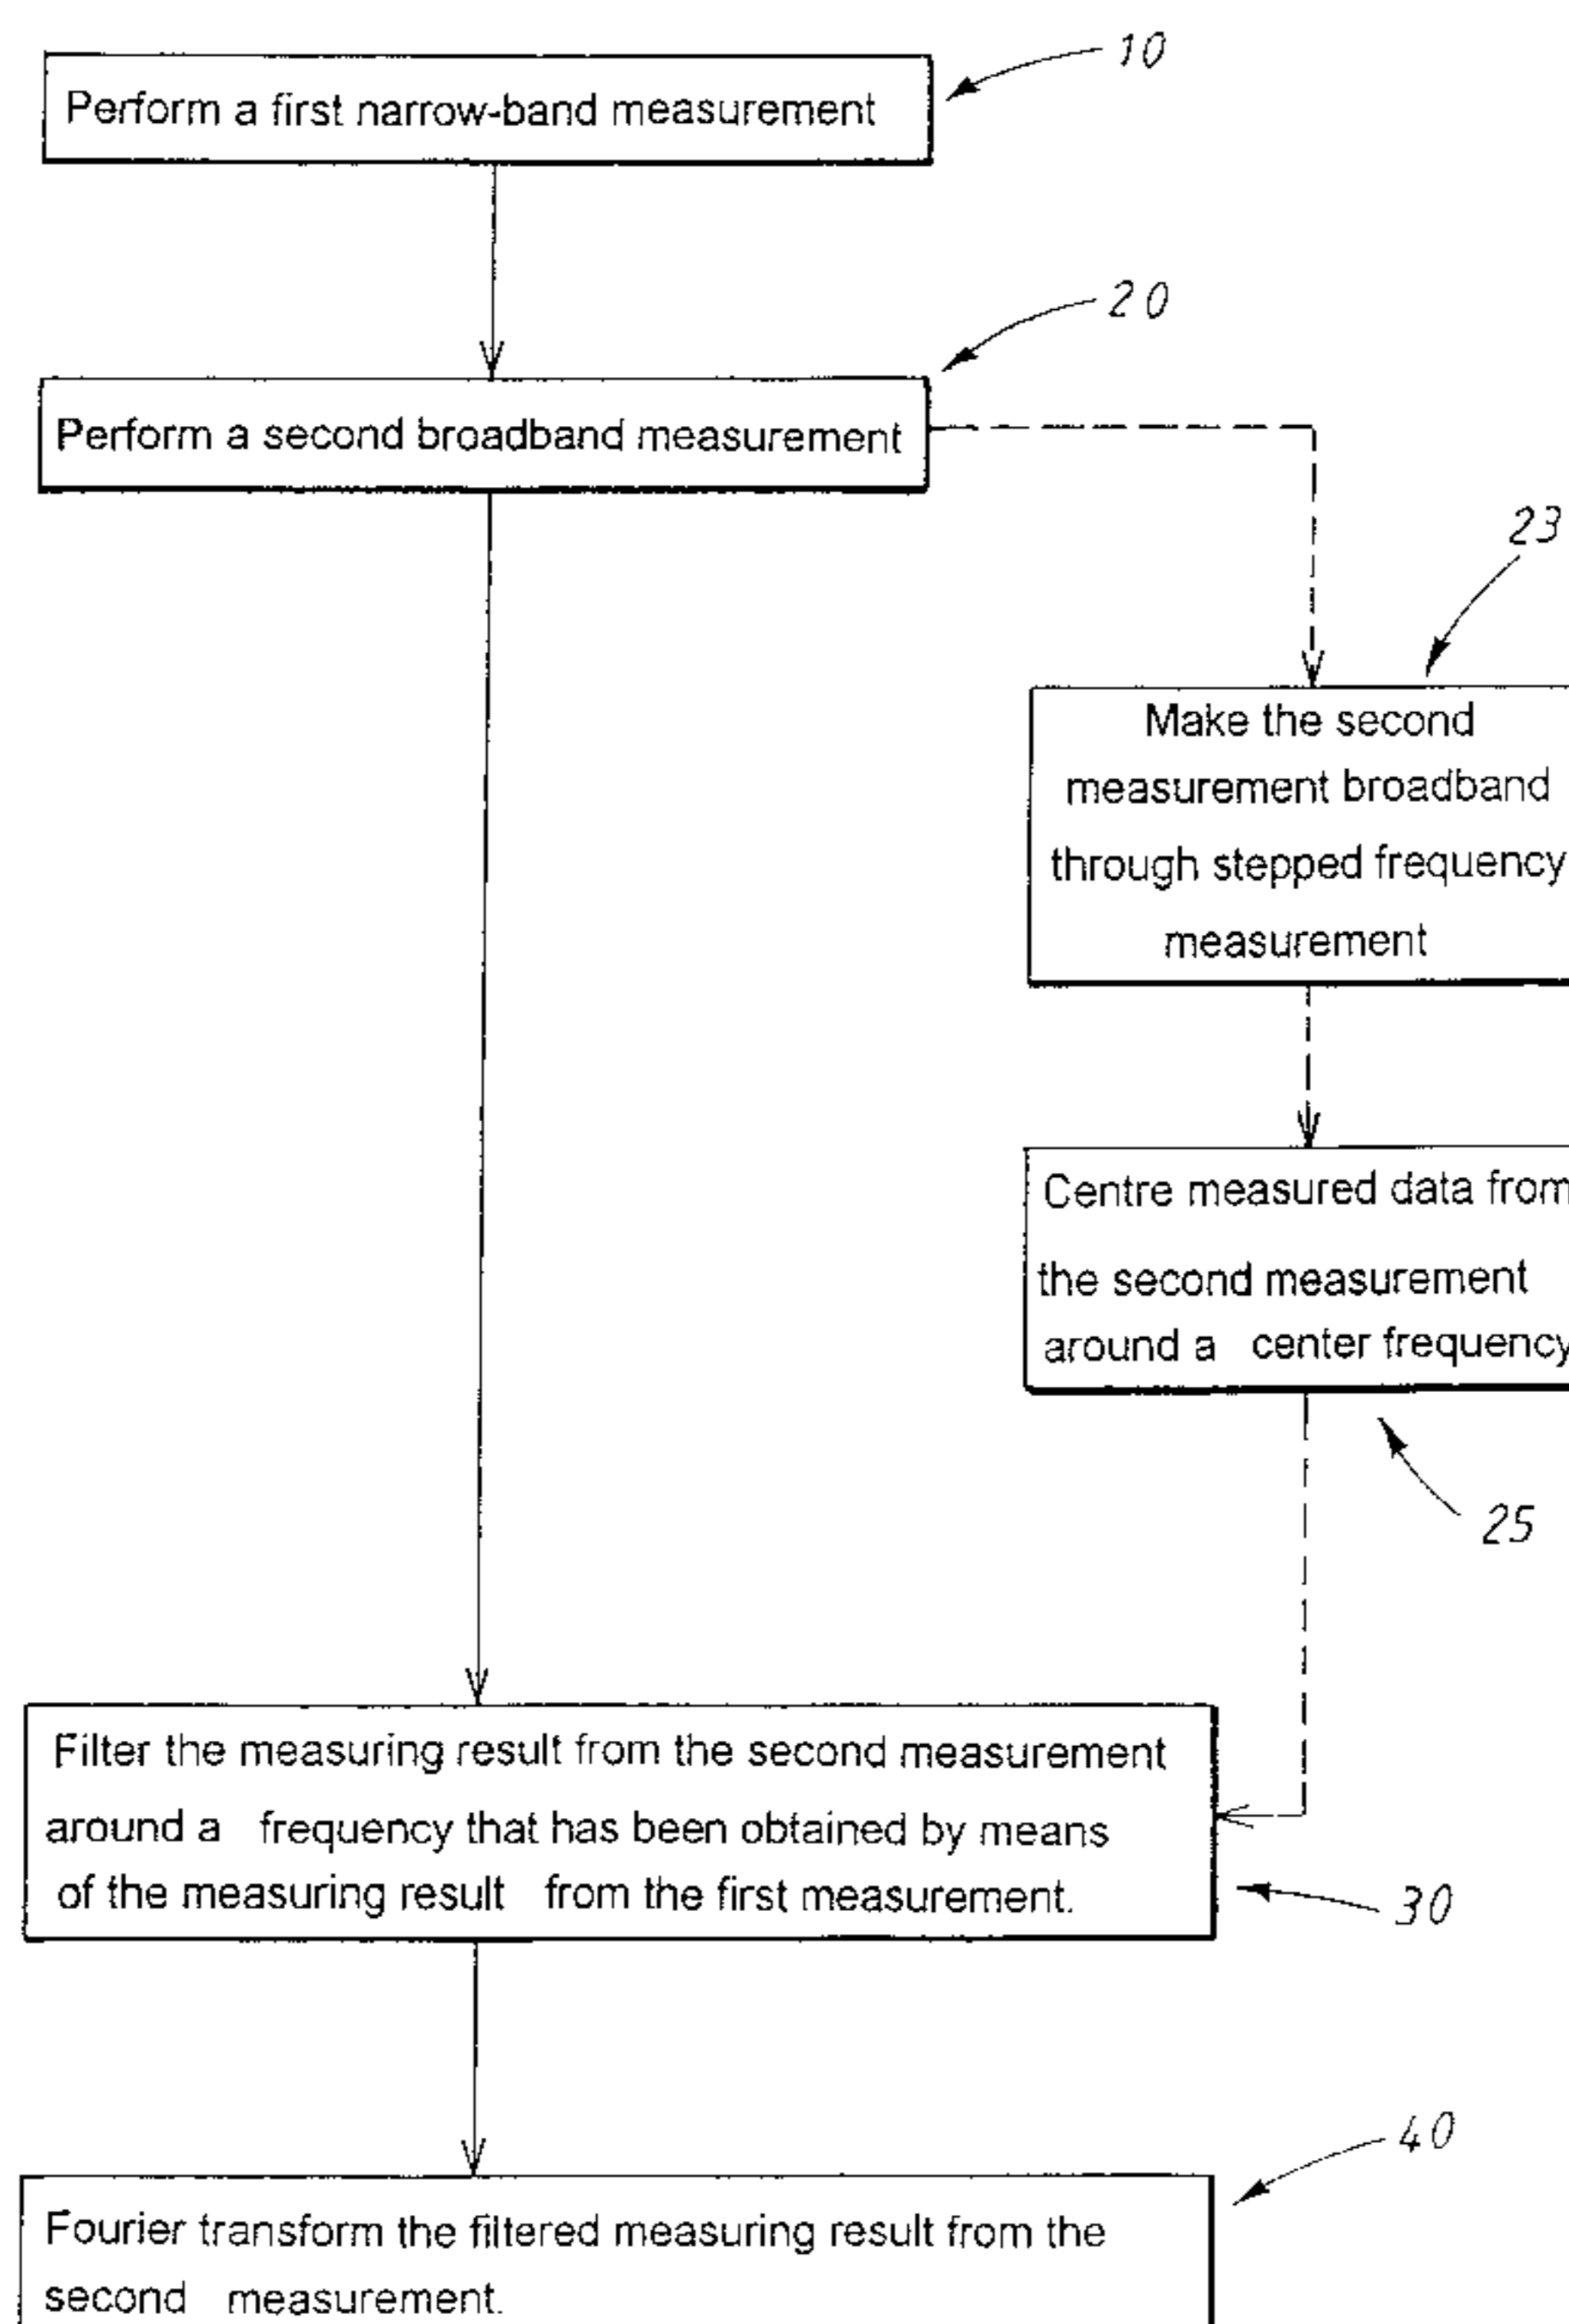 10
Perform a first narrow-band measurement
20
Perform a second broadband measurement
23
Make the second
measurement broadband
through stepped frequency
measurement
Centre measured data from
the second measurement
around a center frequency
25
Filter the measuring result from the second measurement
around a frequency that has been obtained by means
of the measuring result from the first measurement.
30
40
Fourier transform the filtered measuring result from the
second measurement.